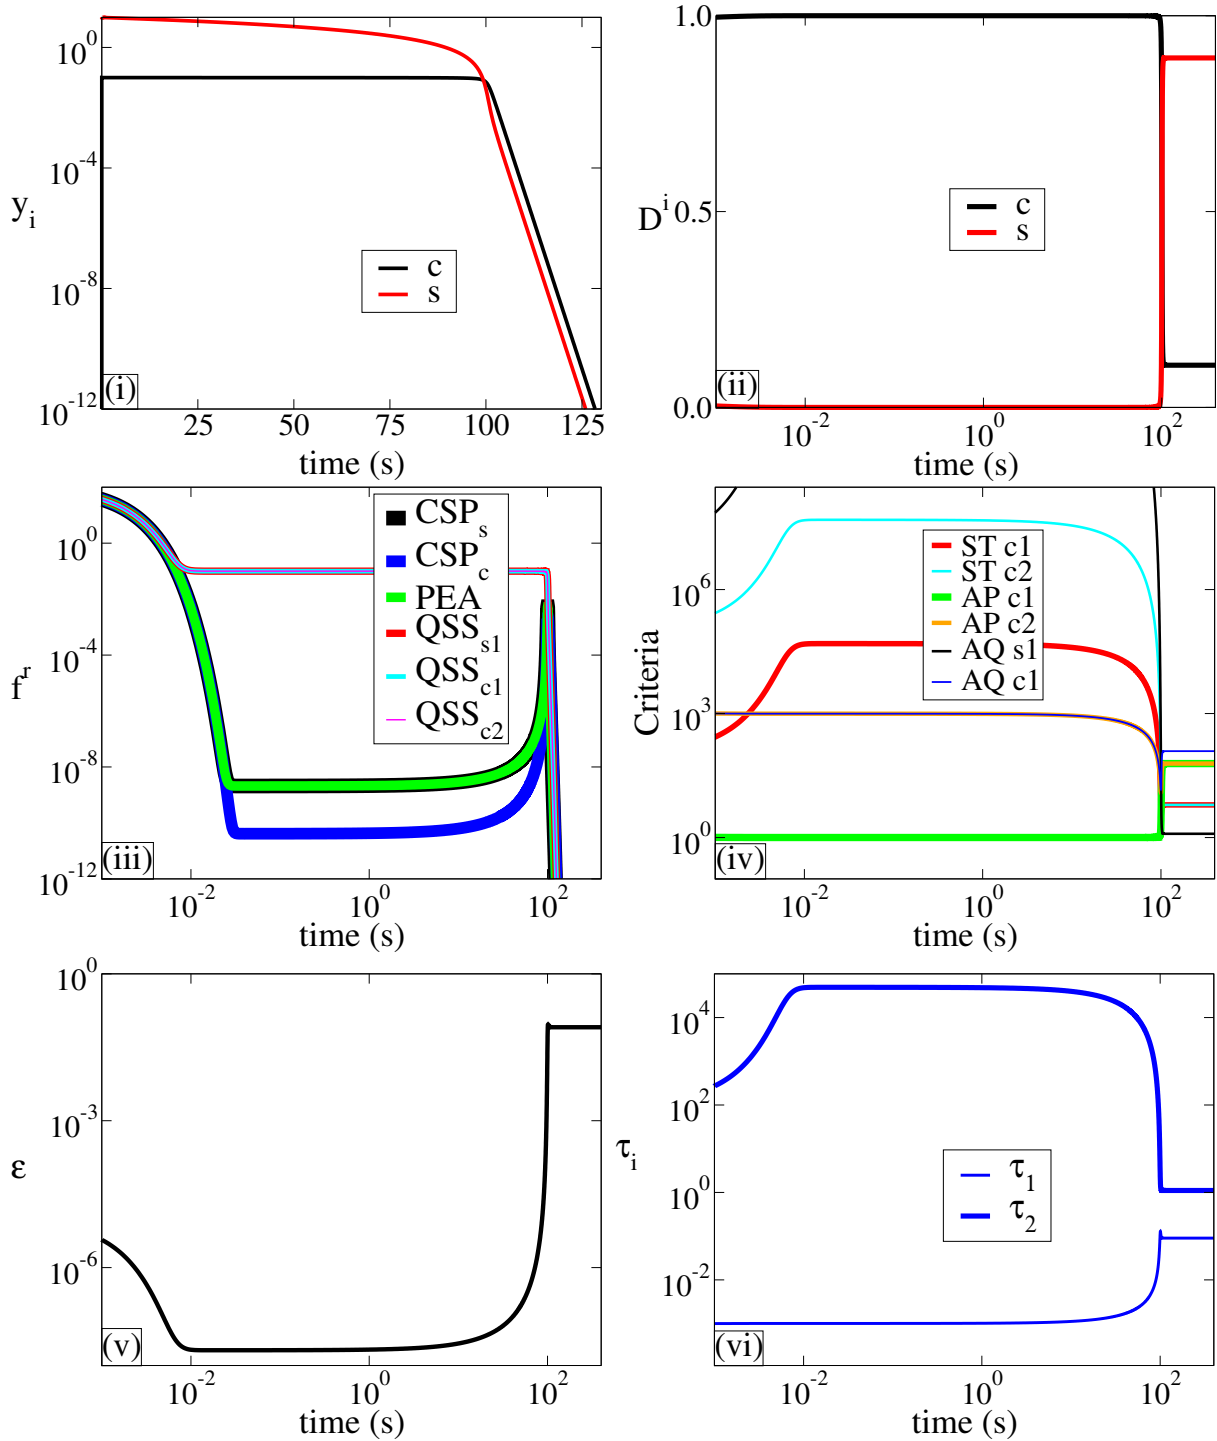 10^0
10^-4
10^-8
10^-12
y_i
c
s
(i)
25 50 75 100 125
time (s)
1.0
0.5
0.0
D^i
c
s
(ii)
10^-2 10^0 10^2
time (s)
10^0
10^-4
10^-8
10^-12
f^r
CSP_s
CSP_c
PEA
QSS_s1
QSS_c1
QSS_c2
(iii)
10^-2 10^0 10^2
time (s)
10^6
10^3
10^0
Criteria
ST c1
ST c2
AP c1
AP c2
AQ s1
AQ c1
(iv)
10^-2 10^0 10^2
time (s)
10^0
10^-3
10^-6
ε
(v)
10^-2 10^0 10^2
time (s)
10^4
10^2
10^0
10^-2
τ_i
τ_1
τ_2
(vi)
10^-2 10^0 10^2
time (s)